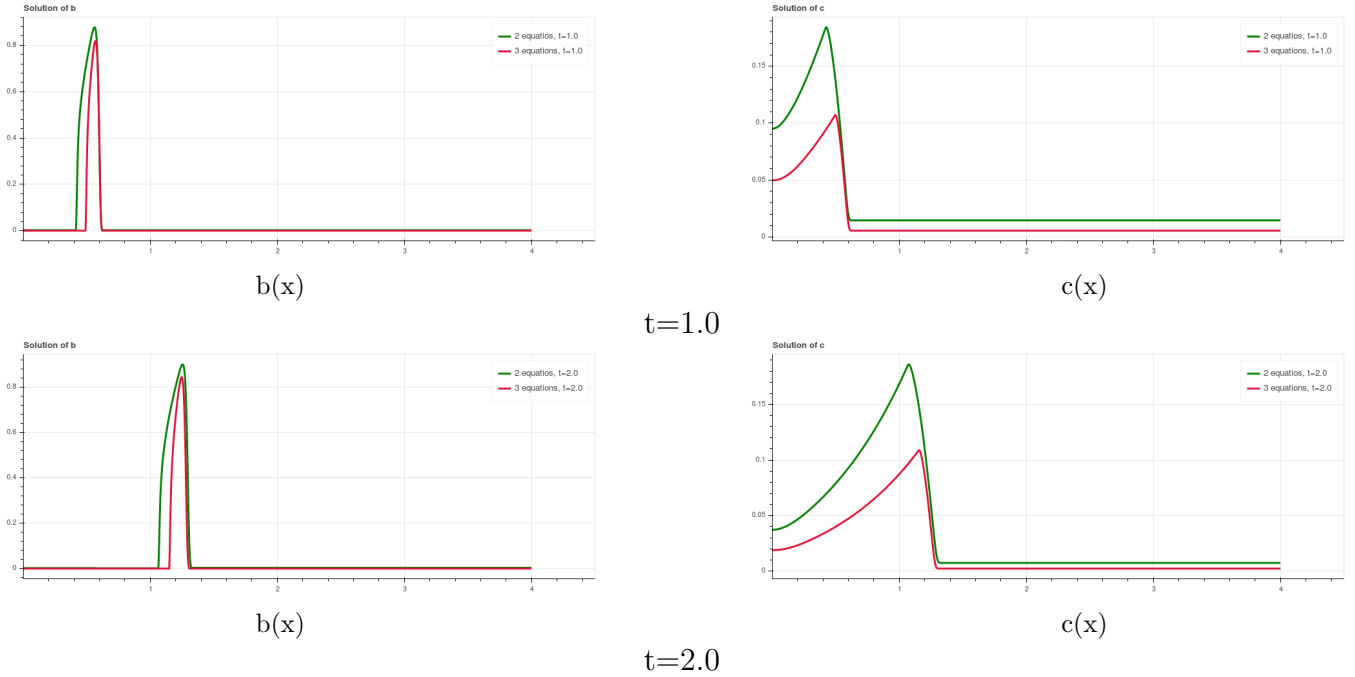 Solution of b
0.8
0.6
0.4
0.2
0
1
2
3
4
2 equatios, t=1.0
3 equations, t=1.0
b(x)
Solution of c
0.15
0.1
0.05
0
1
2
3
4
2 equatios, t=1.0
3 equations, t=1.0
c(x)
t=1.0
Solution of b
0.8
0.6
0.4
0.2
0
1
2
3
4
2 equatios, t=2.0
3 equations, t=2.0
b(x)
Solution of c
0.15
0.1
0.05
0
1
2
3
4
2 equatios, t=2.0
3 equations, t=2.0
c(x)
t=2.0